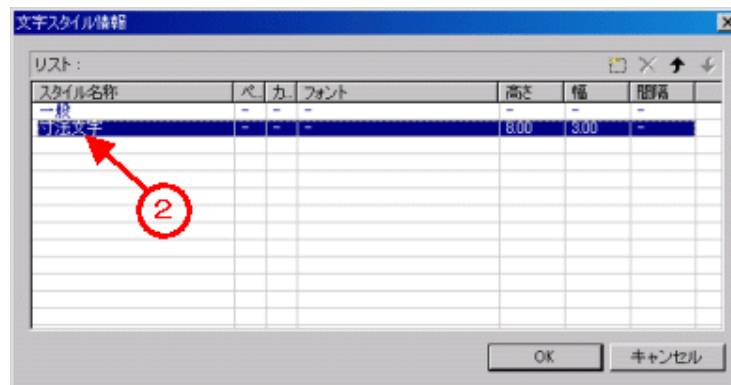 文字スタイル情報
リスト：
スタイル名称 ペ... カ... フォント 高さ 幅 間隔
一般 - - - - - -
寸法文字 - - - 8.00 3.00 -
②
OK キャンセル